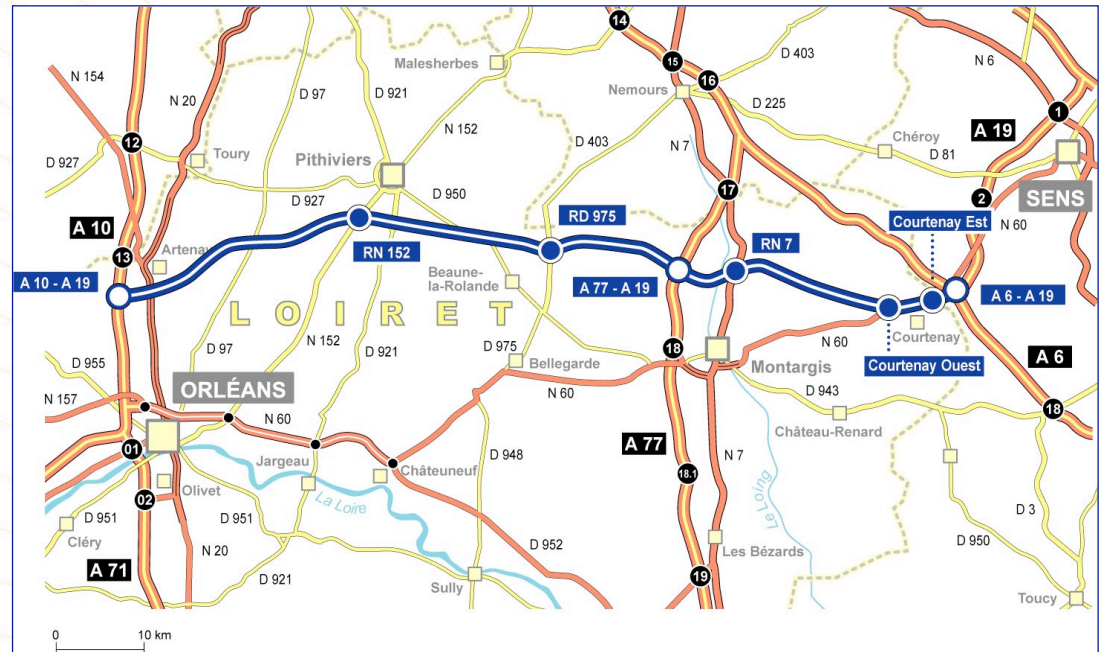 14
D 403
N 6
Malesherbes
15
16
N 154
D 97
D 921
Nemours
N 20
D 225
1
12
N 152
D 403
Chéroy
A 19
Toury
Pithiviers
N 7
D 81
D 927
D 950
17
2
SENS
D 927
RD 975
Courtenay Est
N 60
A 10
13
Artenay
RN 152
RN 7
A 10 - A 19
Beaune-
la-Rolande
A 77 - A 19
A 6 - A 19
LOIRET
Courtenay
N 152
D 975
18
N 60
D 97
D 921
Bellegarde
Montargis
Courtenay Ouest
A 6
D 955
ORLÉANS
N 157
N 60
N 60
D 943
18
Château-Renard
01
Jargeau
Châteuneuf
D 948
A 77
N 7
18.1
Olivet
La Loire
Le Loing
02
D 951
D 951
D 3
Cléry
N 20
D 952
Les Bézards
D 950
A 71
D 921
Sully
19
Toucy
0 10 km